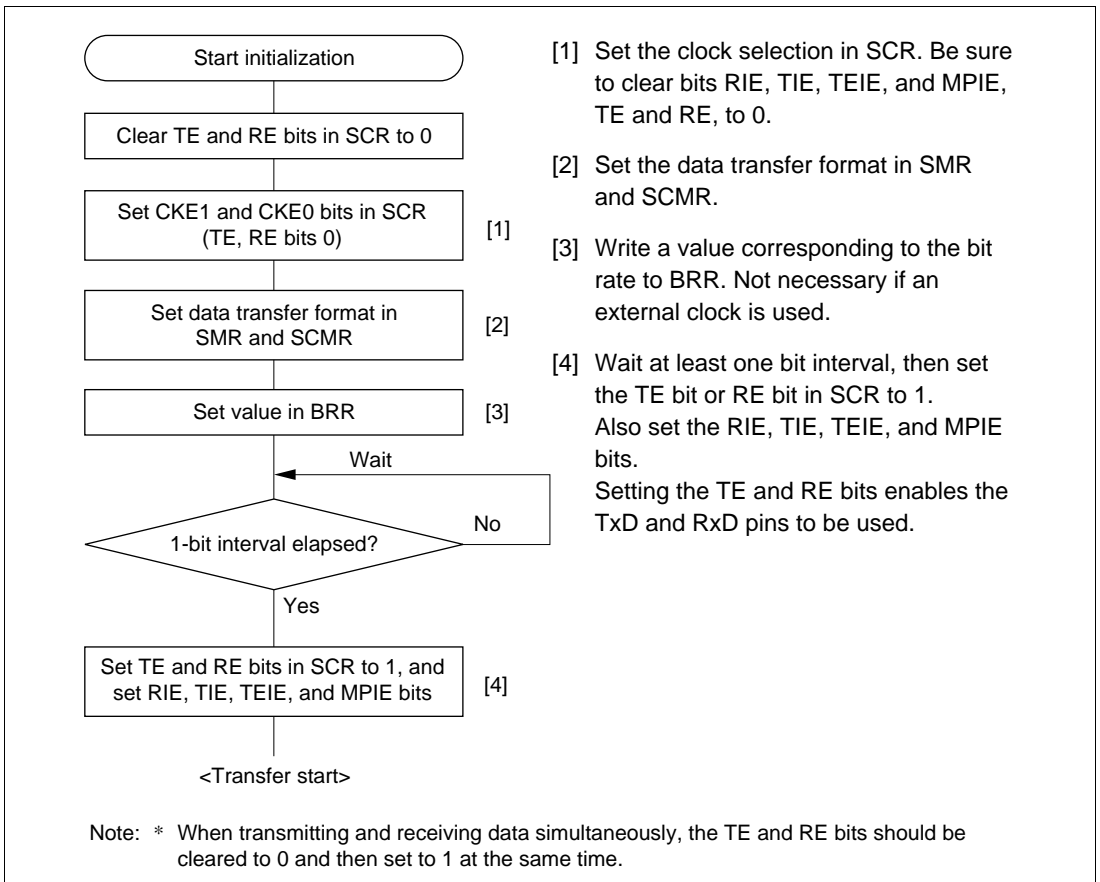 Start initialization
Clear TE and RE bits in SCR to 0
Set CKE1 and CKE0 bits in SCR
(TE, RE bits 0)
[1]
Set data transfer format in
SMR and SCMR
[2]
Set value in BRR
[3]
Wait
1-bit interval elapsed?
No
Yes
Set TE and RE bits in SCR to 1, and
set RIE, TIE, TEIE, and MPIE bits
[4]
<Transfer start>
[1] Set the clock selection in SCR. Be sure
to clear bits RIE, TIE, TEIE, and MPIE,
TE and RE, to 0.
[2] Set the data transfer format in SMR
and SCMR.
[3] Write a value corresponding to the bit
rate to BRR. Not necessary if an
external clock is used.
[4] Wait at least one bit interval, then set
the TE bit or RE bit in SCR to 1.
Also set the RIE, TIE, TEIE, and MPIE
bits.
Setting the TE and RE bits enables the
TxD and RxD pins to be used.
Note: * When transmitting and receiving data simultaneously, the TE and RE bits should be
cleared to 0 and then set to 1 at the same time.